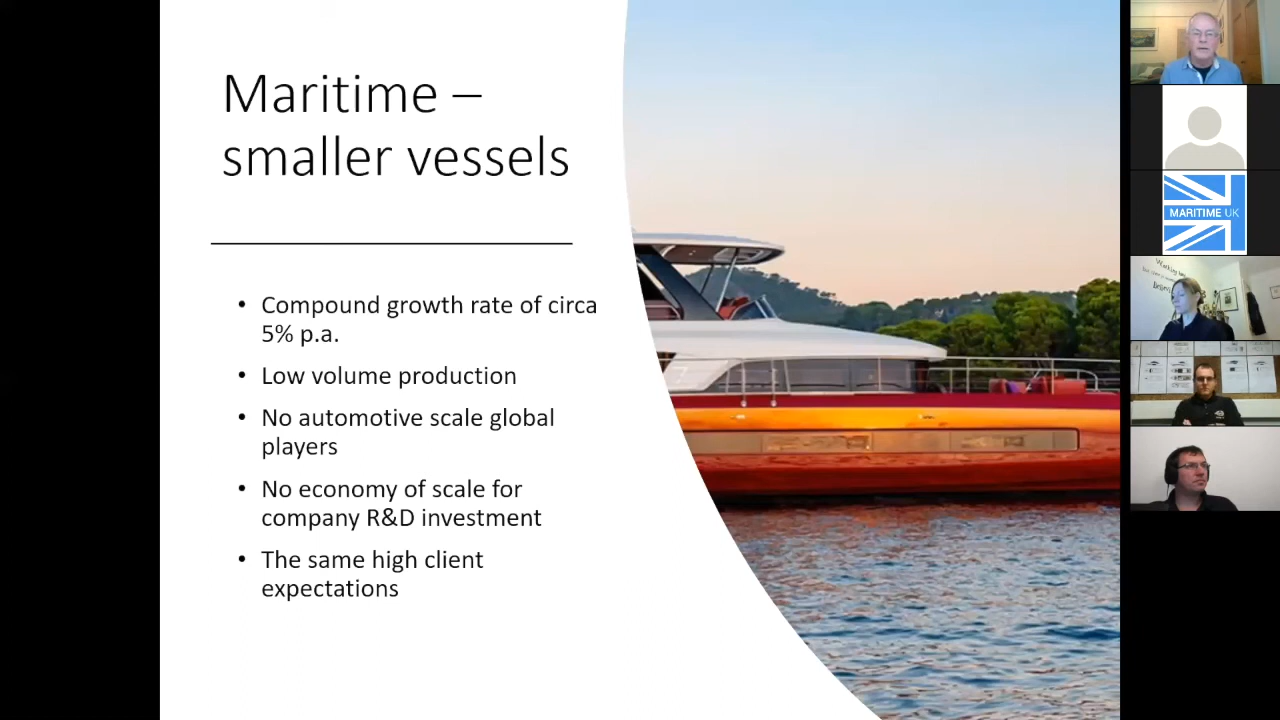 Maritime –
smaller vessels
• Compound growth rate of circa
5% p.a.
• Low volume production
• No automotive scale global
players
• No economy of scale for
company R&D investment
• The same high client
expectations
MARITIME UK